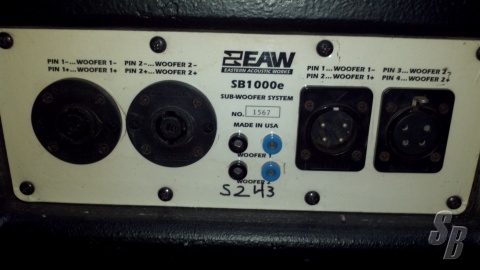 PIN 1-...WOOFER 1- PIN 2-...WOOFER 2-
PIN 1+...WOOFER 1+ PIN 2+...WOOFER 2+
EAW
EASTERN ACOUSTIC WORKS
SB1000e
SUB-WOOFER SYSTEM
NO. 1567
MADE IN USA
WOOFER 1
WOOFER 2
S243
PIN 1...WOOFER 1- PIN 3...WOOFER 2-
PIN 2...WOOFER 1+ PIN 4...WOOFER 2+
SB